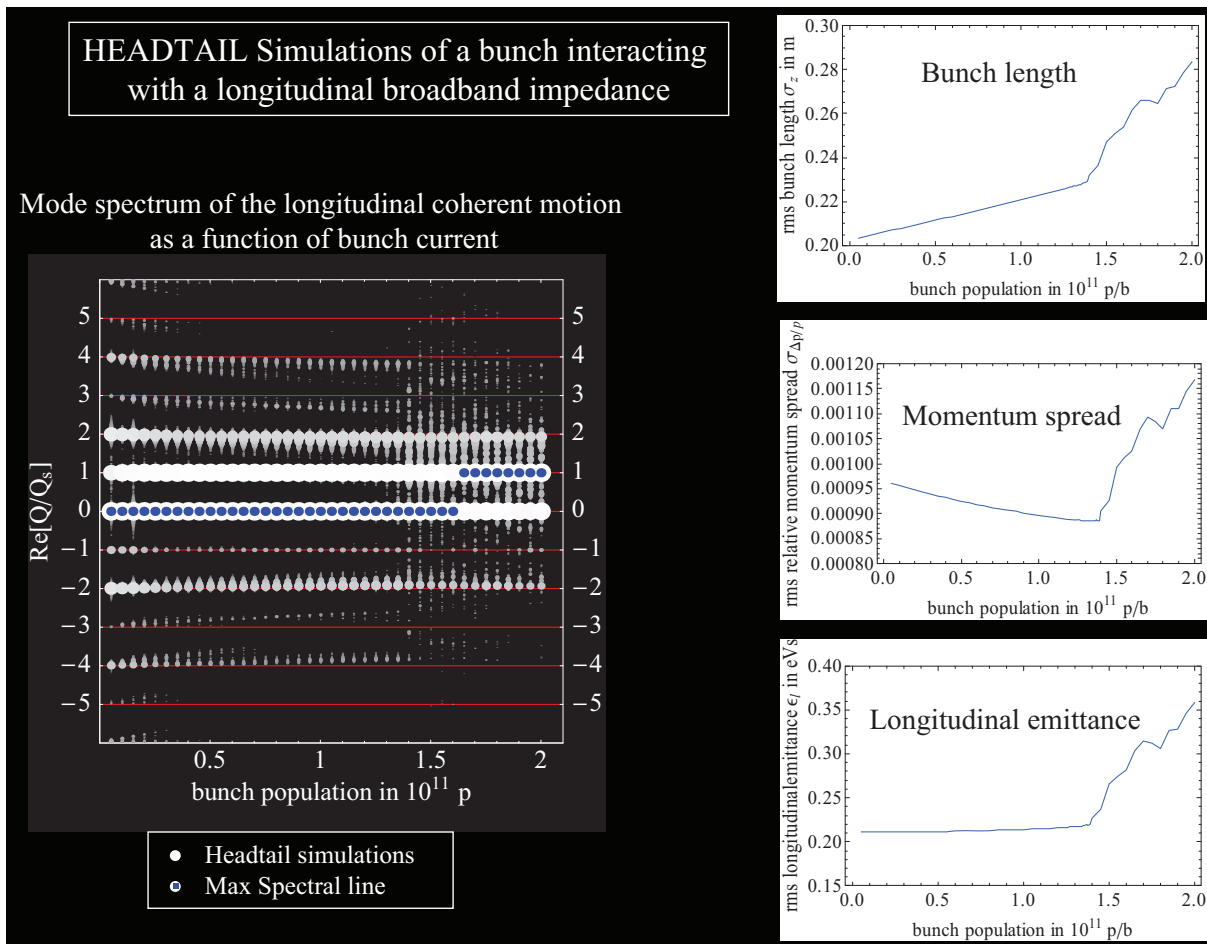 HEADTAIL Simulations of a bunch interacting
with a longitudinal broadband impedance
Mode spectrum of the longitudinal coherent motion
as a function of bunch current
Re[Q/Qs]
5
4
3
2
1
0
−1
−2
−3
−4
−5
5
4
3
2
1
0
−1
−2
−3
−4
−5
0.5 1 1.5 2
bunch population in 10^11 p
Headtail simulations
Max Spectral line
Bunch length
rms bunch length σz in m
0.30
0.28
0.26
0.24
0.22
0.20
0.0 0.5 1.0 1.5 2.0
bunch population in 10^11 p/b
Momentum spread
rms relative momentum spread σΔp/p
0.00120
0.00115
0.00110
0.00105
0.00100
0.00095
0.00090
0.00085
0.00080
0.0 0.5 1.0 1.5 2.0
bunch population in 10^11 p/b
Longitudinal emittance
rms longitudinalemittance ϵl in eVs
0.40
0.35
0.30
0.25
0.20
0.15
0.0 0.5 1.0 1.5 2.0
bunch population in 10^11 p/b